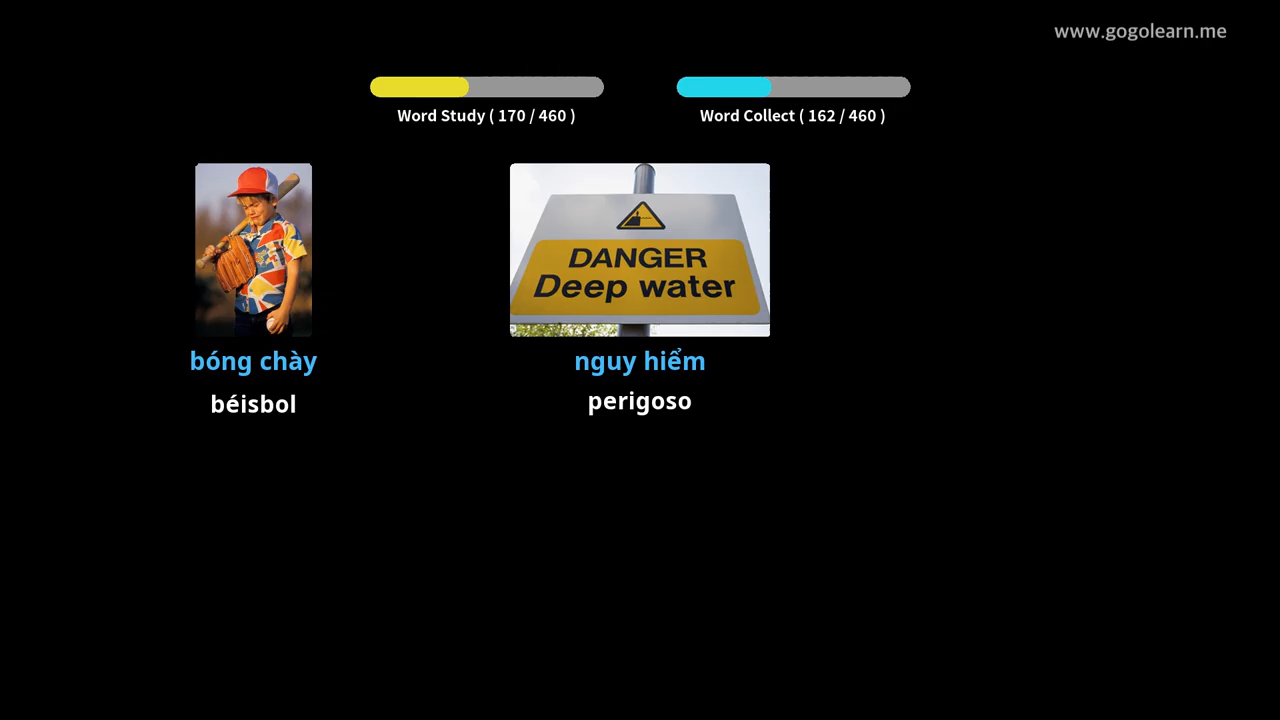 www.gogolearn.me
Word Study ( 170 / 460 )
Word Collect ( 162 / 460 )
DANGER
Deep water
bóng chày
nguy hiểm
béisbol
perigoso